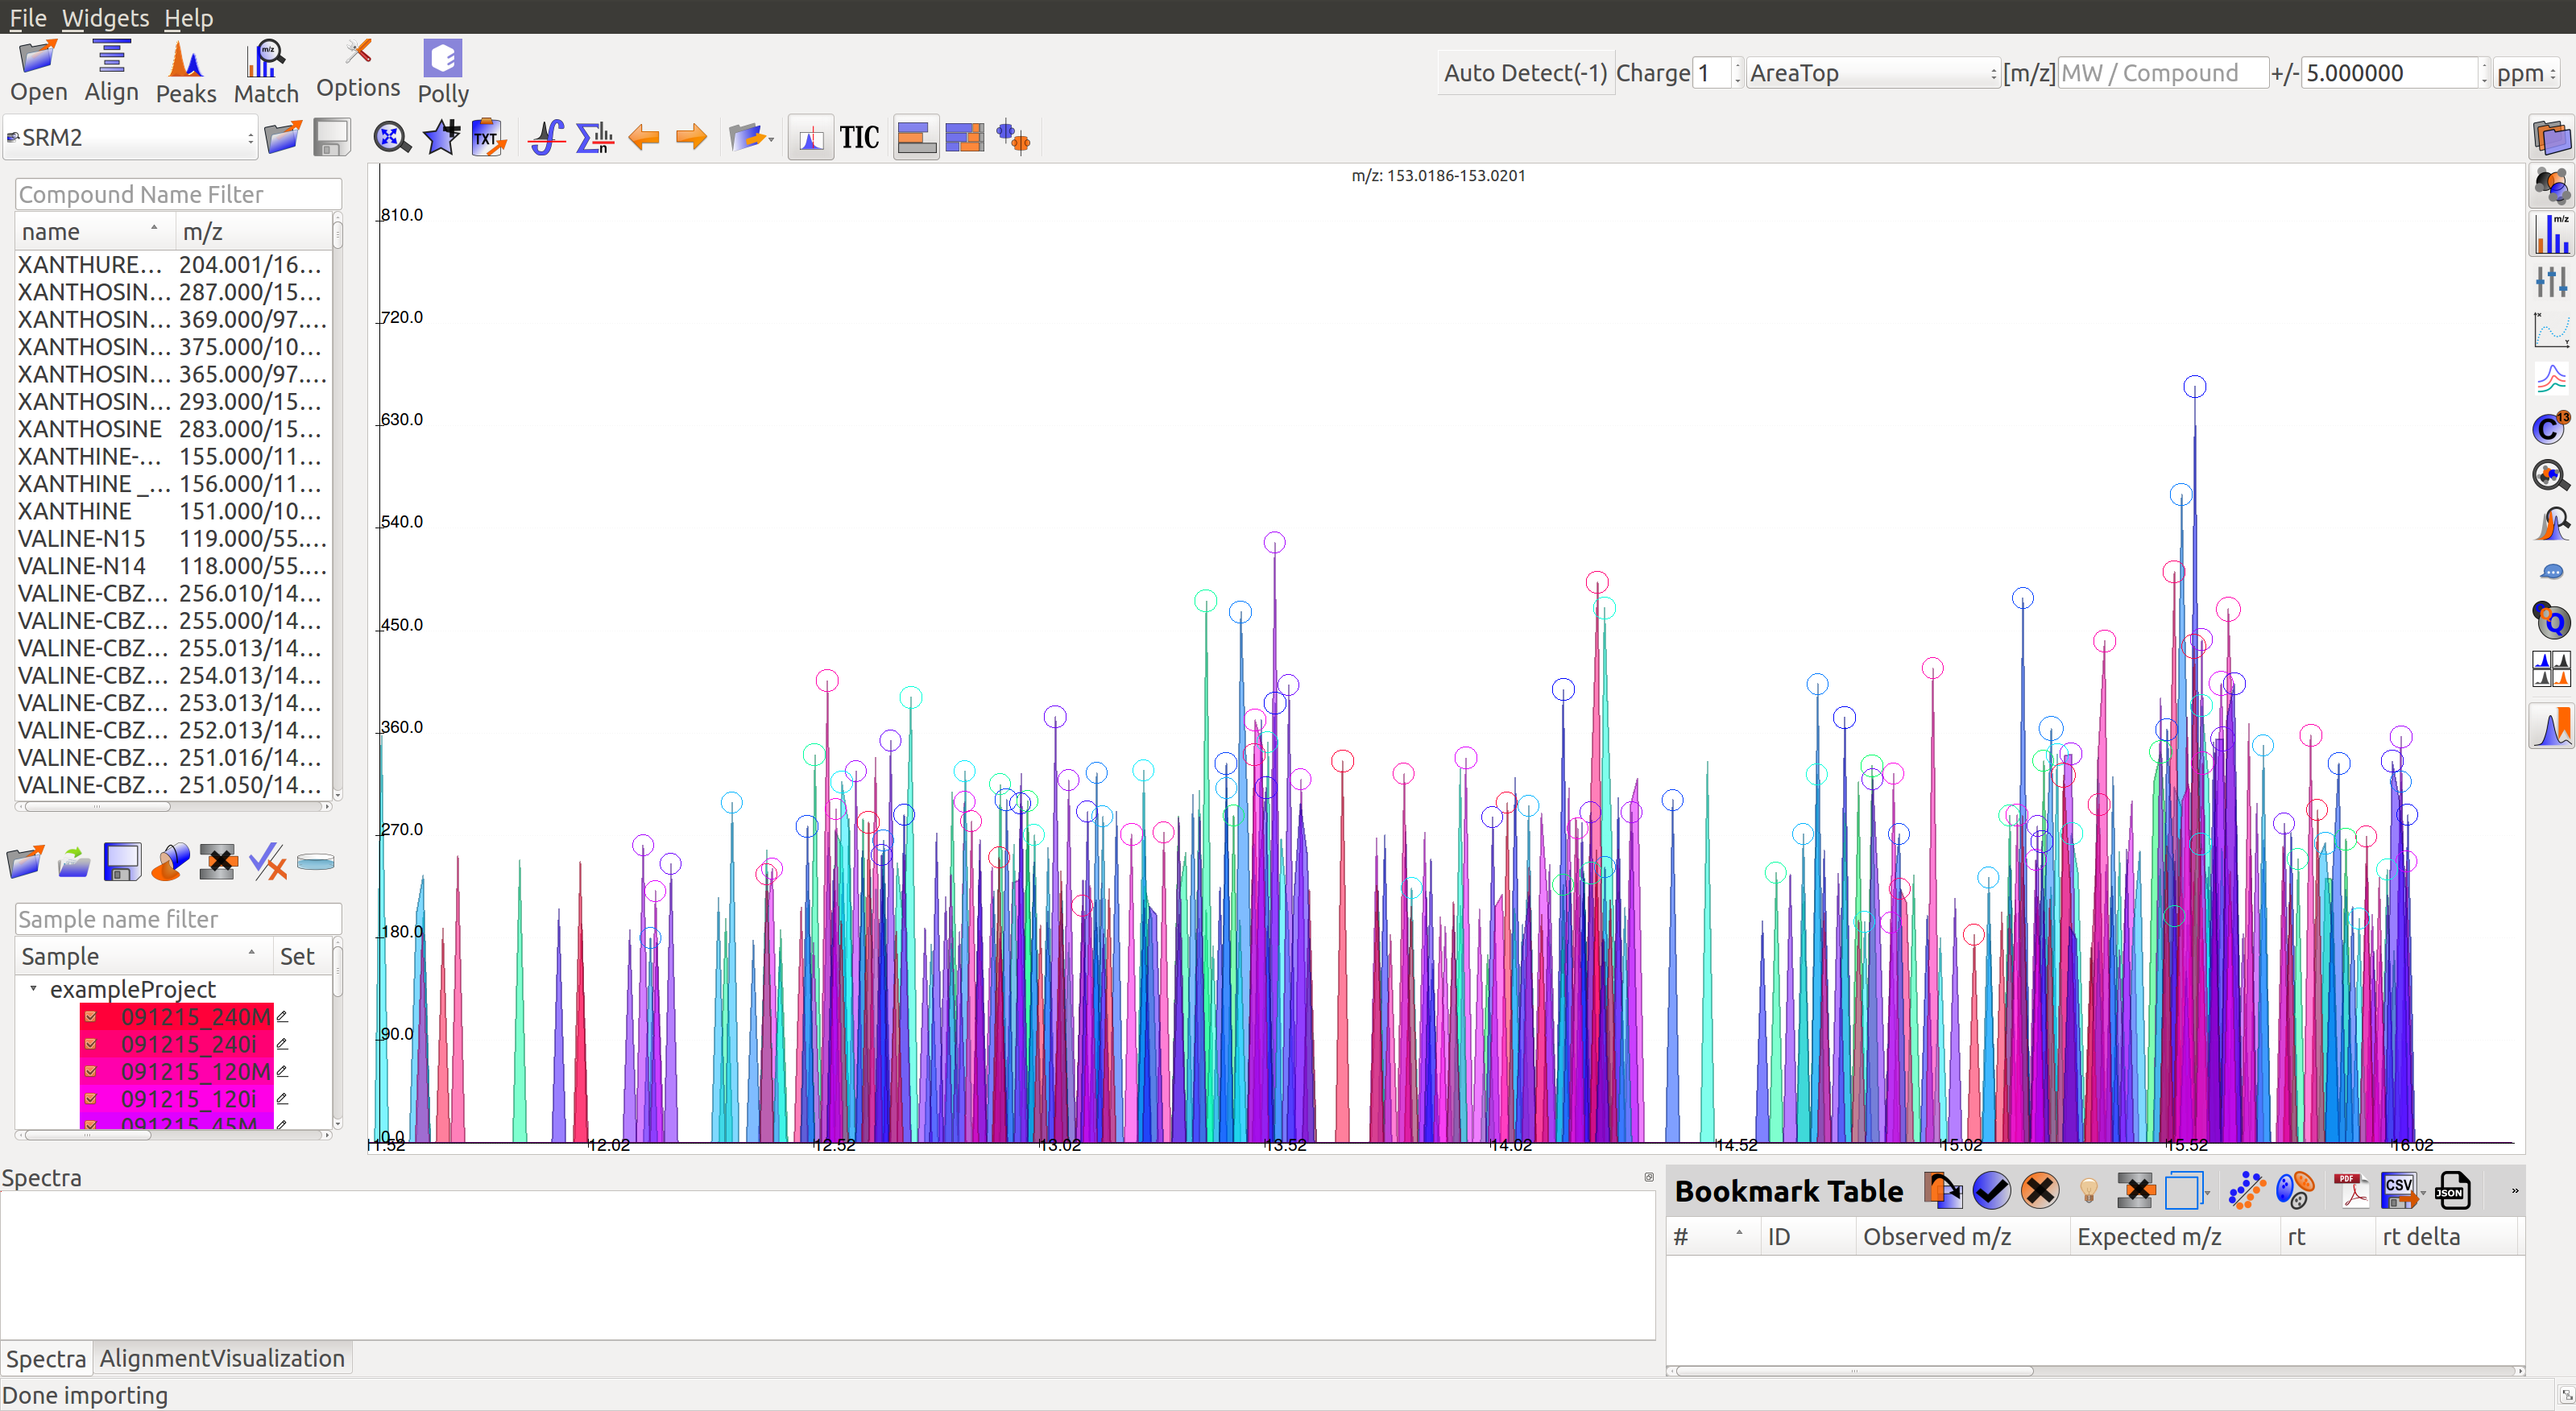 File Widgets Help
Open Align Peaks Match Options Polly
Auto Detect(-1) Charge 1 AreaTop [m/z] MW / Compound +/- 5.000000 ppm
SRM2
TXT
TIC
Compound Name Filter
name m/z
XANTHURE... 204.001/16...
XANTHOSIN... 287.000/15...
XANTHOSIN... 369.000/97....
XANTHOSIN... 375.000/10...
XANTHOSIN... 365.000/97....
XANTHOSIN... 293.000/15...
XANTHOSINE 283.000/15...
XANTHINE-... 155.000/11...
XANTHINE _... 156.000/11...
XANTHINE 151.000/10...
VALINE-N15 119.000/55....
VALINE-N14 118.000/55....
VALINE-CBZ... 256.010/14...
VALINE-CBZ... 255.000/14...
VALINE-CBZ... 255.013/14...
VALINE-CBZ... 254.013/14...
VALINE-CBZ... 253.013/14...
VALINE-CBZ... 252.013/14...
VALINE-CBZ... 251.016/14...
VALINE-CBZ... 251.050/14...
Sample name filter
Sample Set
exampleProject
091215_240M
091215_240i
091215_120M
091215_120i
091215_45M
m/z: 153.0186-153.0201
810.0
720.0
630.0
540.0
450.0
360.0
270.0
180.0
90.0
0.0
11.52 12.02 12.52 13.02 13.52 14.02 14.52 15.02 15.52 16.02
m/z
C13
Q
Spectra
Bookmark Table
PDF CSV JSON »
# ID Observed m/z Expected m/z rt rt delta
Spectra AlignmentVisualization
Done importing